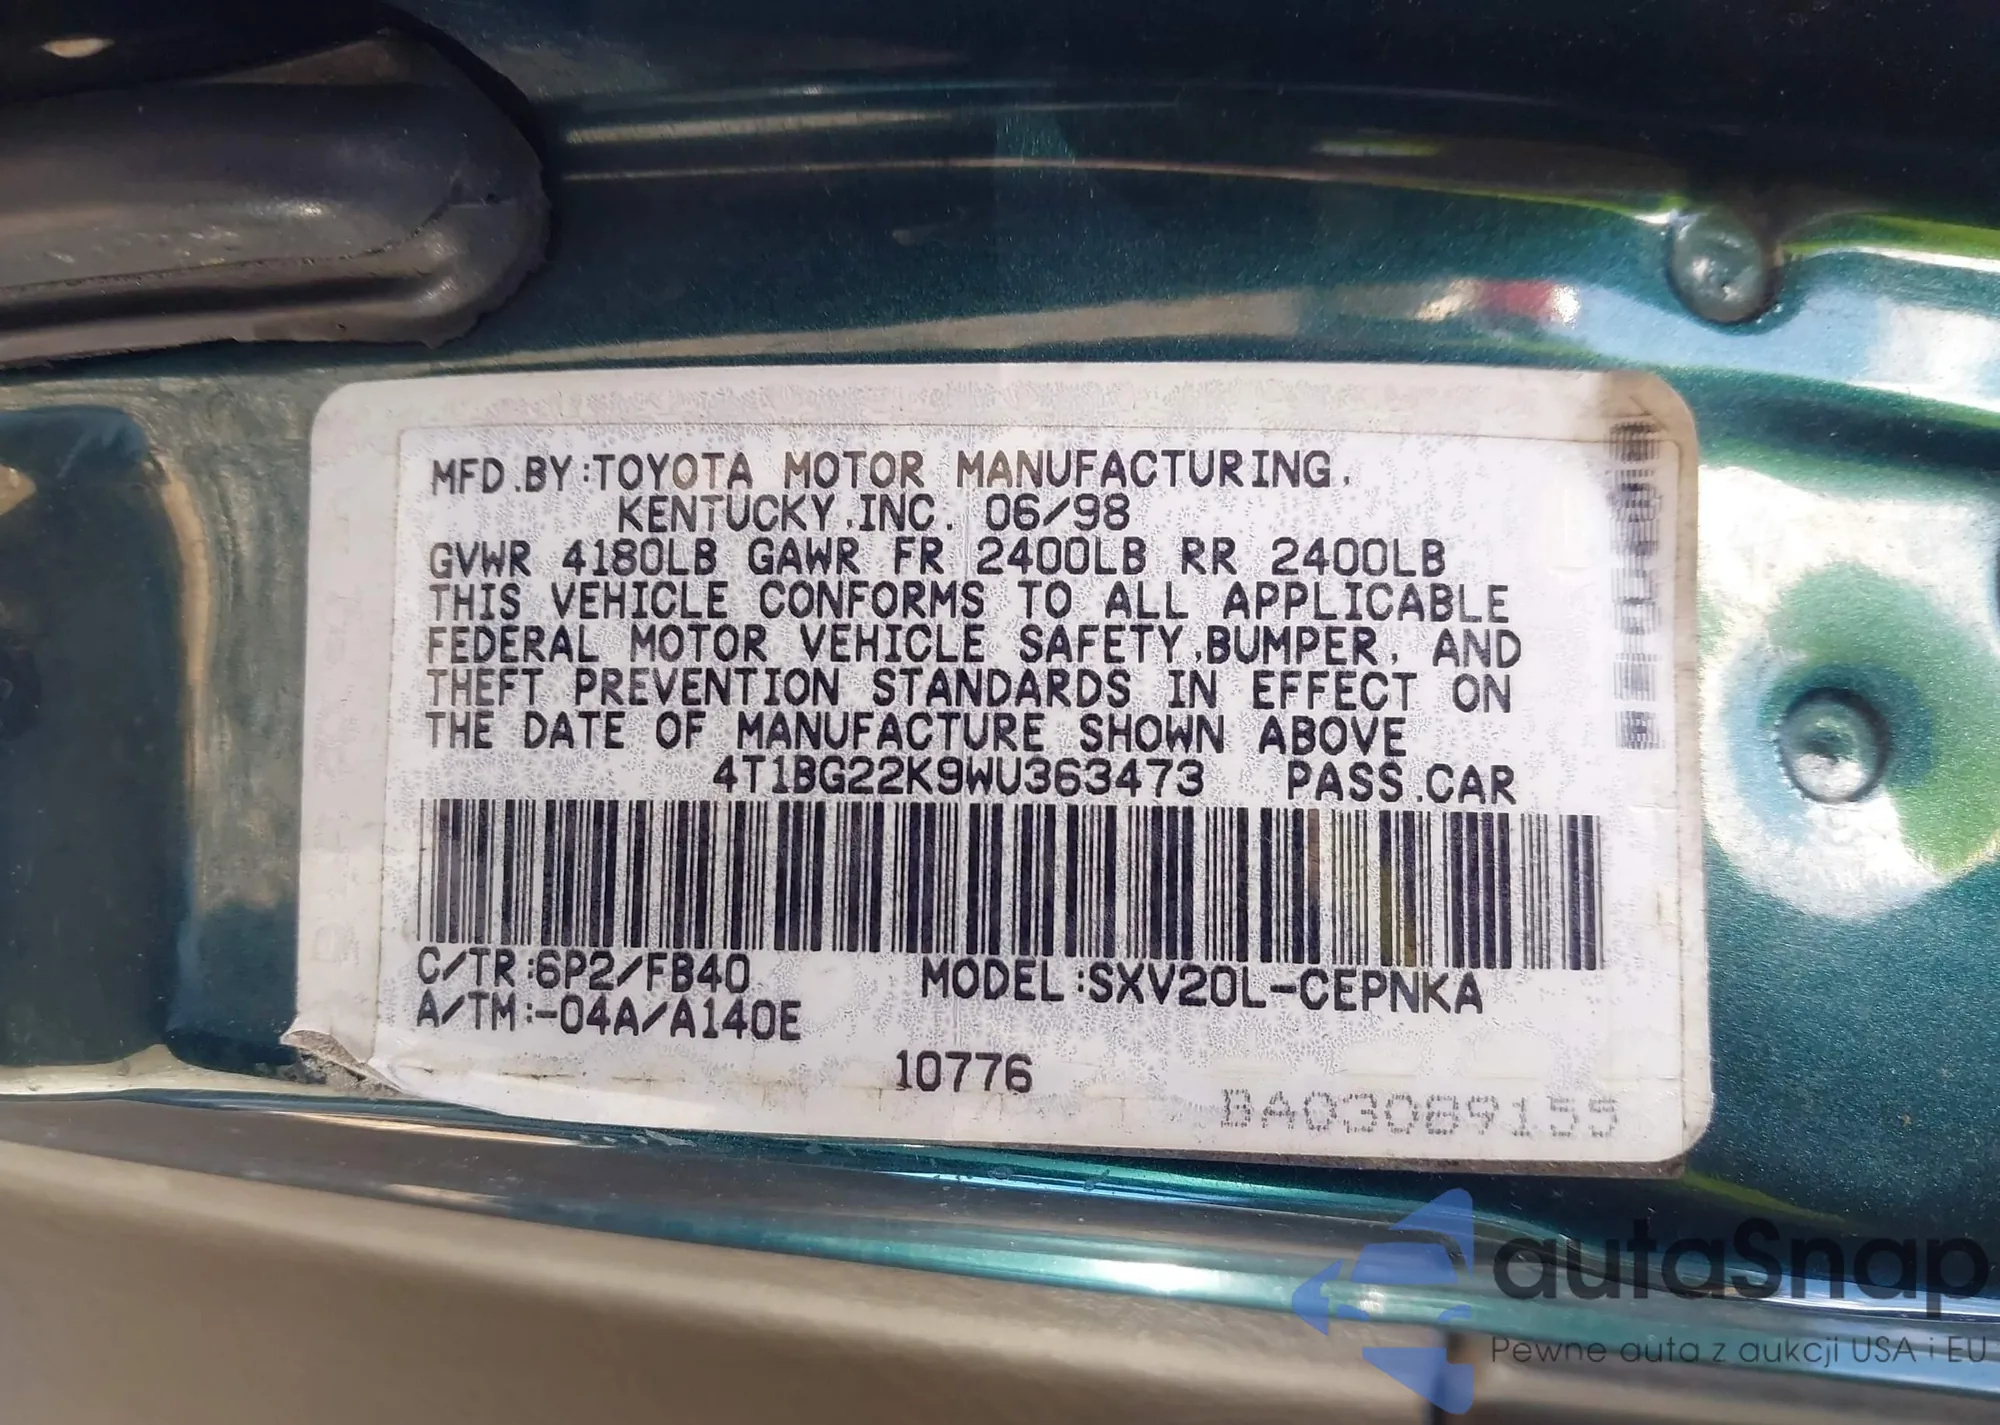 MFD.BY:TOYOTA MOTOR MANUFACTURING,
KENTUCKY,INC. 06/98
GVWR 4180LB GAWR FR 2400LB RR 2400LB
THIS VEHICLE CONFORMS TO ALL APPLICABLE
FEDERAL MOTOR VEHICLE SAFETY,BUMPER, AND
THEFT PREVENTION STANDARDS IN EFFECT ON
THE DATE OF MANUFACTURE SHOWN ABOVE
4T1BG22K9WU363473 PASS.CAR
C/TR:6P2/FB40 MODEL:SXV20L-CEPNKA
A/TM:-04A/A140E
10776
BA03089155
autaSnap
Pewne auta z aukcji USA i EU